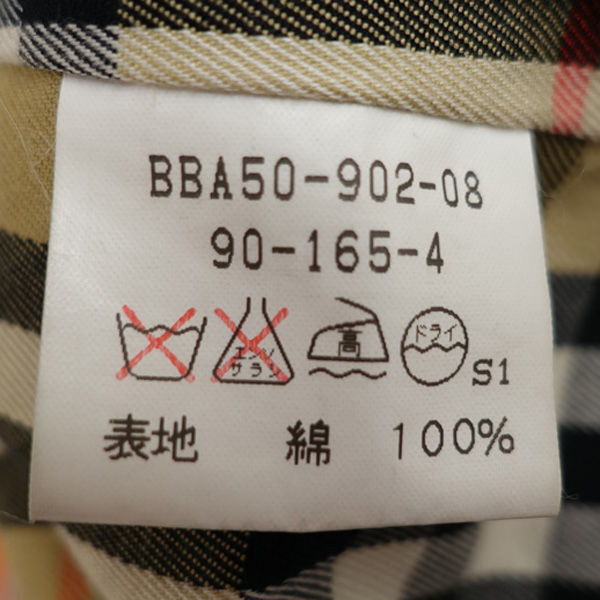 BBA50-902-08
90-165-4
エンソ サラシ 高 ドライ S1
表地 綿 100%